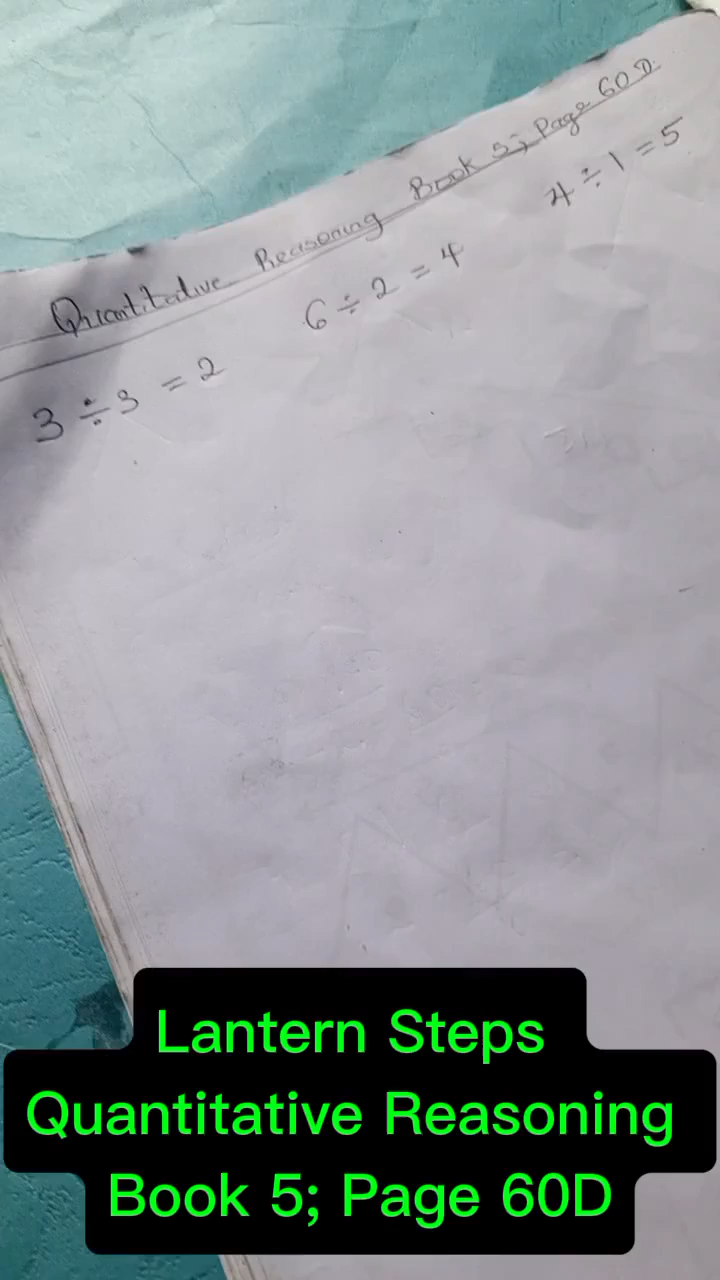 Quantitative Reasoning Book 5; Page 60D
3 ÷ 3 = 2 6 ÷ 2 = 4 4 ÷ 1 = 5
Lantern Steps
Quantitative Reasoning
Book 5; Page 60D